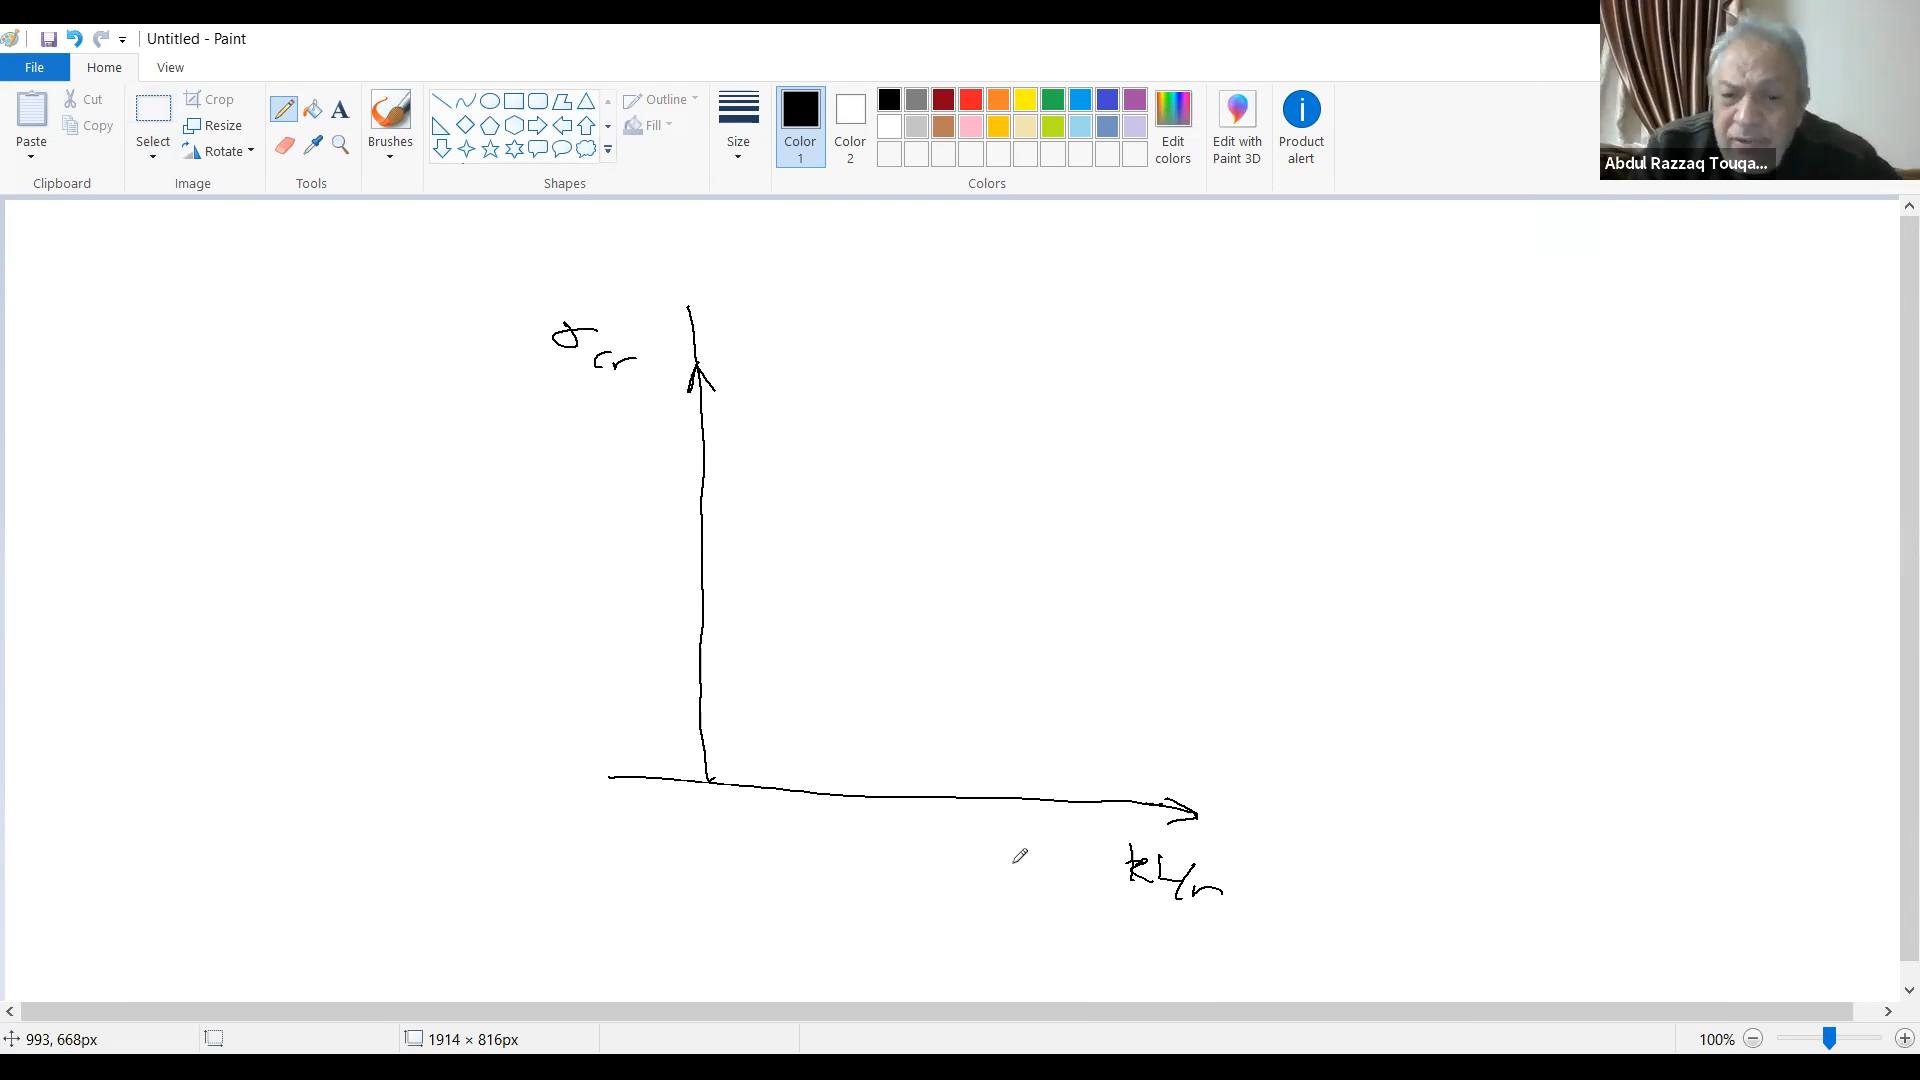 Untitled - Paint
File Home View
Cut
Copy
Paste
Clipboard
Crop
Resize
Rotate
Select
Image
Tools
Brushes
Outline
Fill
Shapes
Size
Color 1
Color 2
Edit colors
Colors
Edit with Paint 3D
Product alert
Abdul Razzaq Touqa...
σcr
kL/r
993, 668px
1914 × 816px
100%